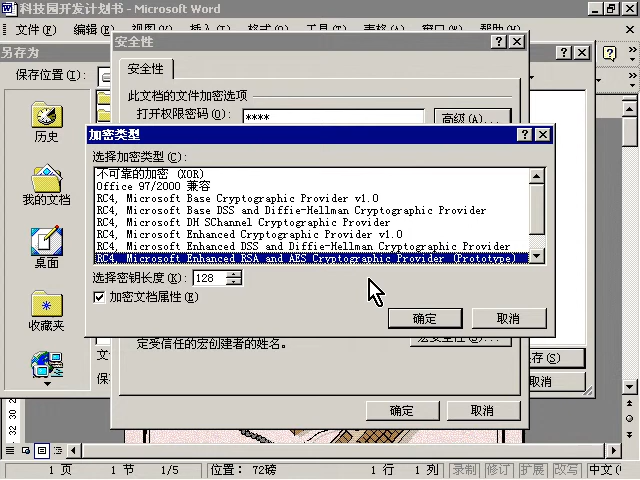 科技园开发计划书 - Microsoft Word
文件(F) 编辑(E) 视图(V) 插入(I) 格式(O) 工具(T) 表格(A) 窗口(W) 帮助(H)
另存为
安全性
保存位置(I):
安全性
此文档的文件加密选项
打开权限密码(O): ****
高级(A)...
历史
我的文档
桌面
收藏夹
加密类型
选择加密类型(C):
不可靠的加密 (XOR)
Office 97/2000 兼容
RC4, Microsoft Base Cryptographic Provider v1.0
RC4, Microsoft Base DSS and Diffie-Hellman Cryptographic Provider
RC4, Microsoft DH SChannel Cryptographic Provider
RC4, Microsoft Enhanced Cryptographic Provider v1.0
RC4, Microsoft Enhanced DSS and Diffie-Hellman Cryptographic Provider
RC4, Microsoft Enhanced RSA and AES Cryptographic Provider (Prototype)
选择密钥长度(K): 128
加密文档属性(E)
确定 取消
定受信任的宏创建者的姓名。
文
存(S)
保
取消
确定 取消
32 30
1 页 1 节 1/5 位置: 72磅 1 行 1 列 录制 修订 扩展 改写 中文(